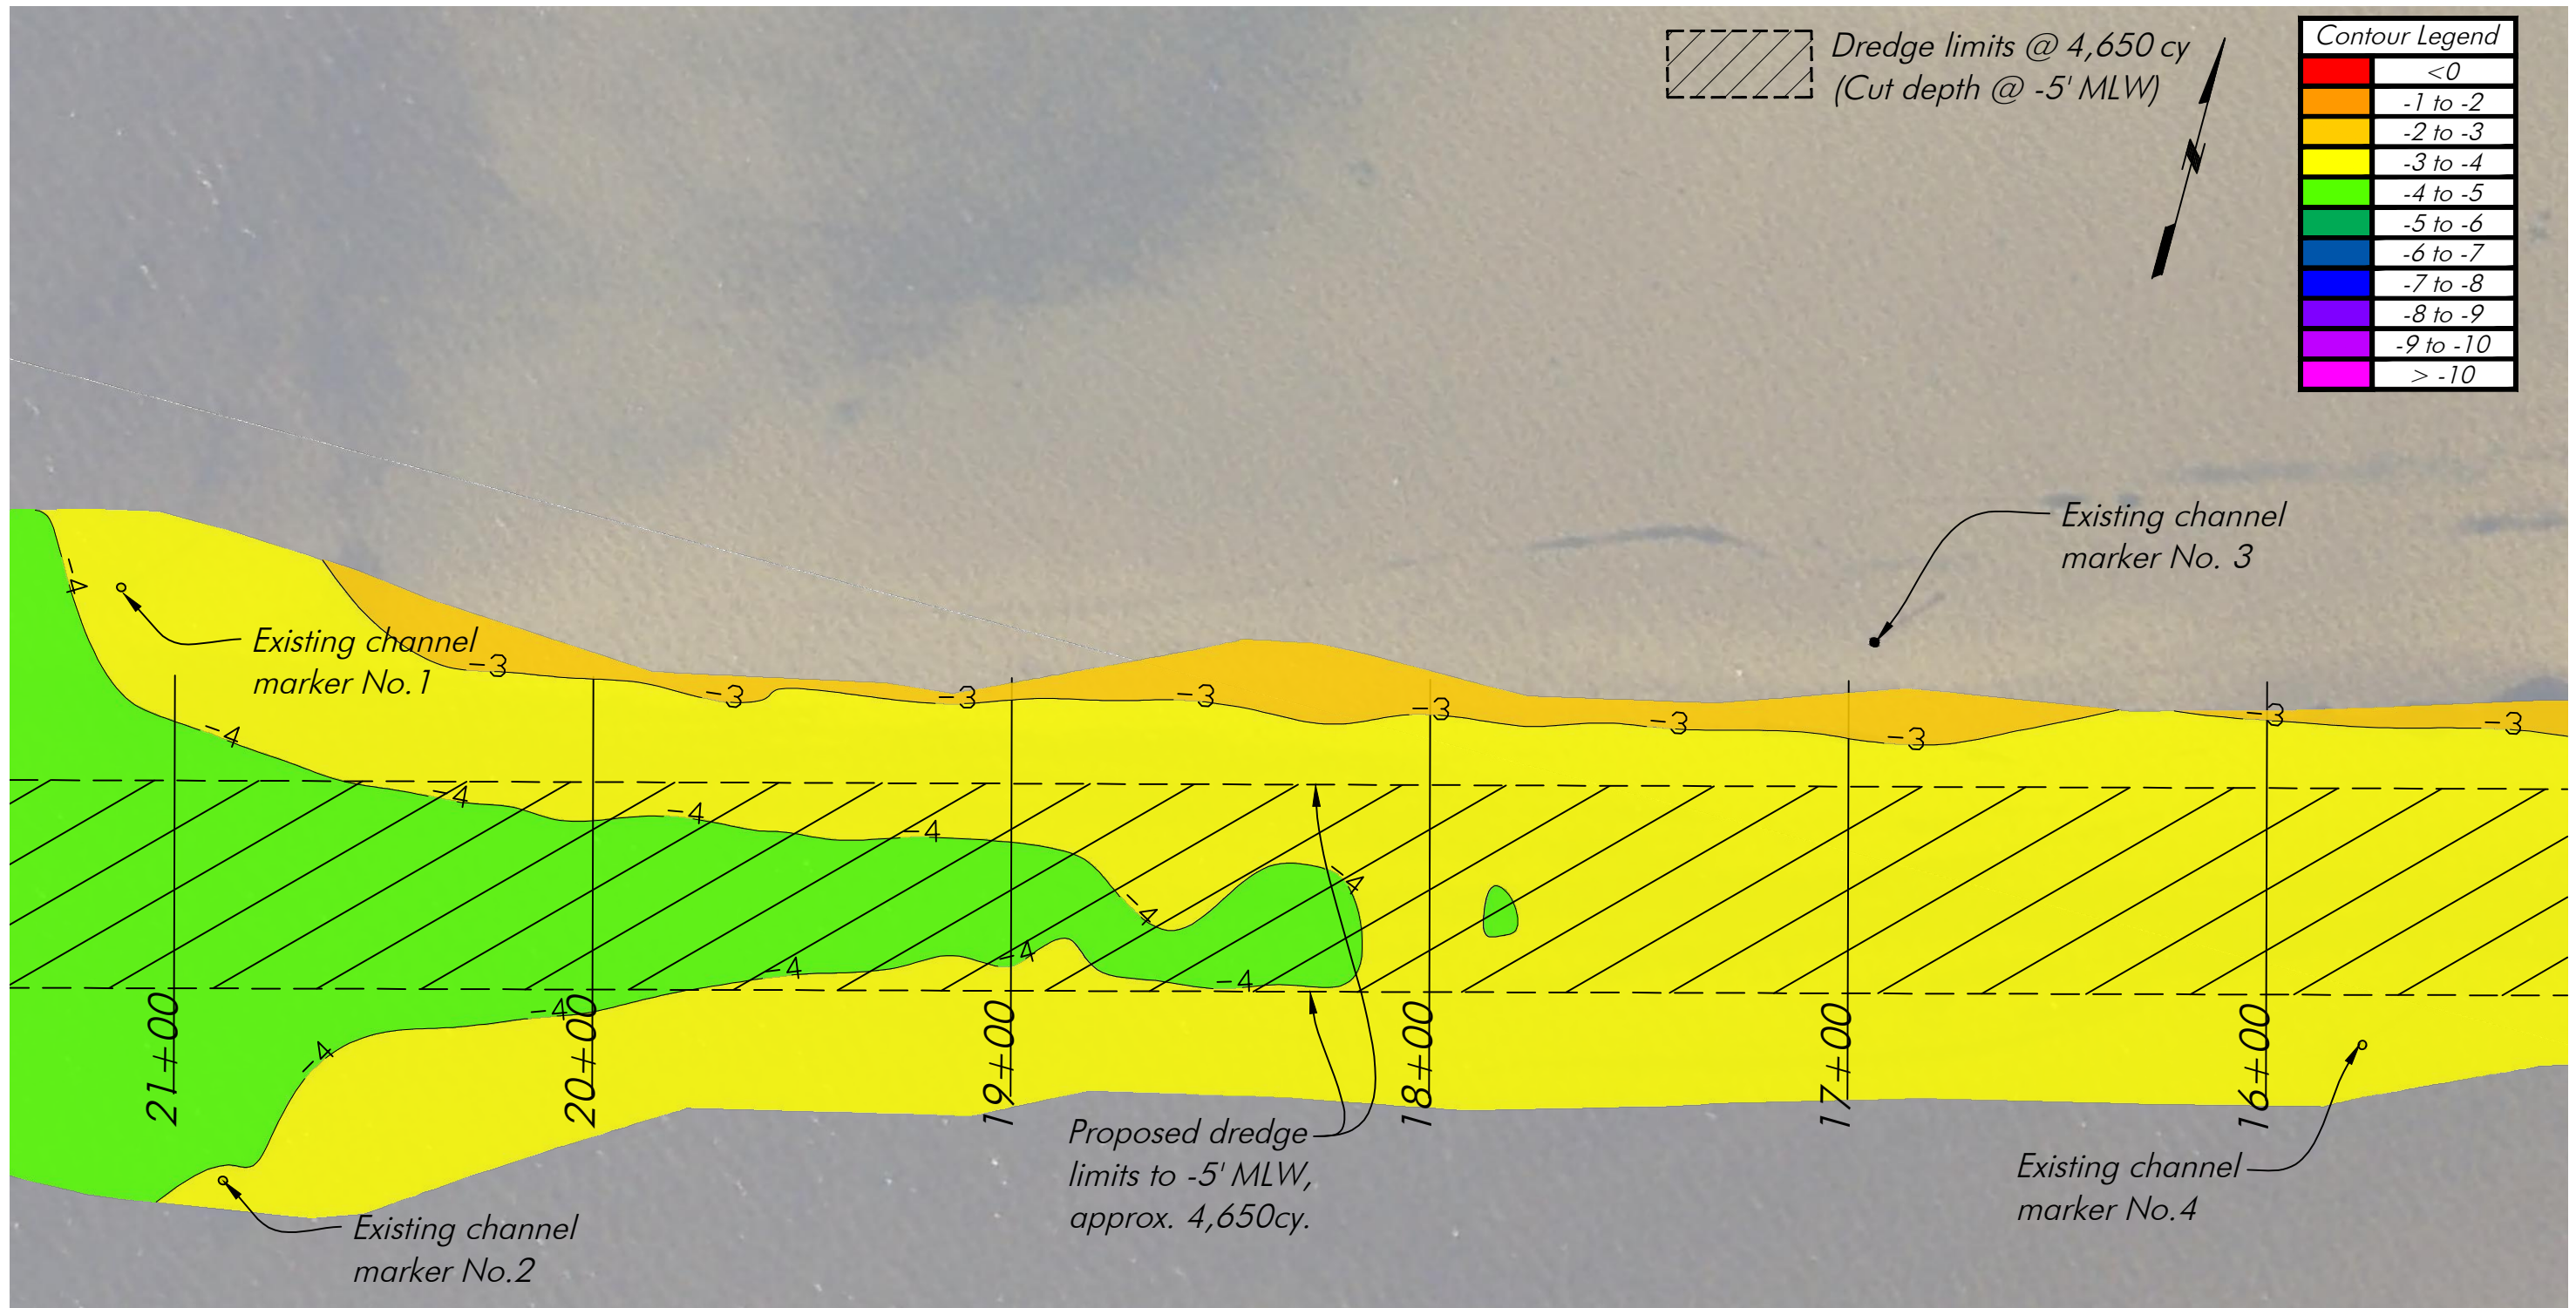 Dredge limits @ 4,650 cy
(Cut depth @ -5' MLW)
N
Contour Legend
<0
-1 to -2
-2 to -3
-3 to -4
-4 to -5
-5 to -6
-6 to -7
-7 to -8
-8 to -9
-9 to -10
> -10
Existing channel
marker No. 3
-4
Existing channel
marker No.1
-3
-3
-3
-3
-3
-3
-3
-3
-3
-4
-4
-4
-4
-4
-4
-4
-4
-4
-4
-4
21+00
20+00
19+00
18+00
17+00
16+00
Proposed dredge
limits to -5' MLW,
approx. 4,650cy.
Existing channel
marker No.4
Existing channel
marker No.2